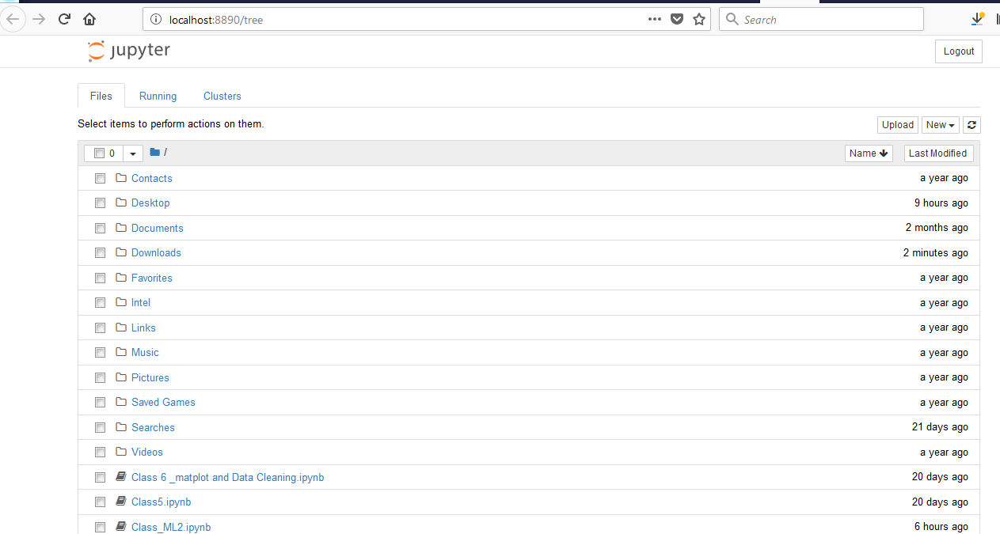 localhost:8890/tree
Search
jupyter
Logout
Files Running Clusters
Select items to perform actions on them.
Upload New
0 / Name Last Modified
Contacts a year ago
Desktop 9 hours ago
Documents 2 months ago
Downloads 2 minutes ago
Favorites a year ago
Intel a year ago
Links a year ago
Music a year ago
Pictures a year ago
Saved Games a year ago
Searches 21 days ago
Videos a year ago
Class 6 _matplot and Data Cleaning.ipynb 20 days ago
Class5.ipynb 20 days ago
Class_ML2.ipynb 6 hours ago